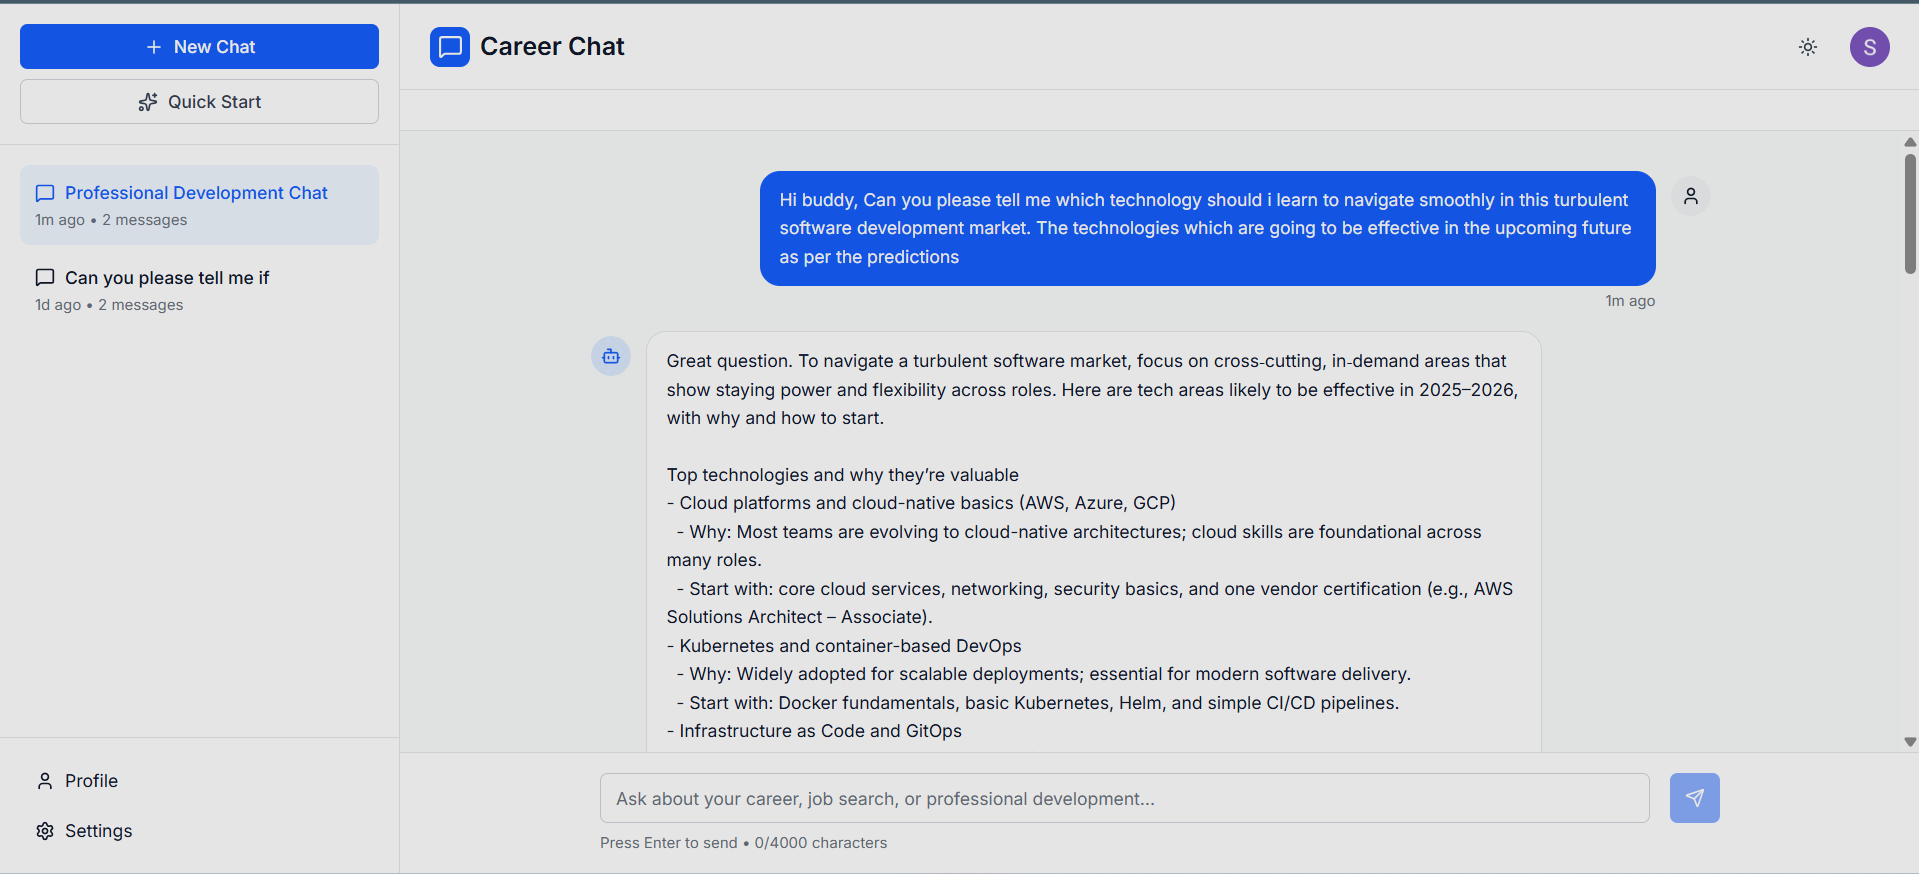 New Chat
Quick Start
Professional Development Chat
1m ago • 2 messages
Can you please tell me if
1d ago • 2 messages
Profile
Settings
Career Chat
S
Hi buddy, Can you please tell me which technology should i learn to navigate smoothly in this turbulent
software development market. The technologies which are going to be effective in the upcoming future
as per the predictions
1m ago
Great question. To navigate a turbulent software market, focus on cross-cutting, in-demand areas that
show staying power and flexibility across roles. Here are tech areas likely to be effective in 2025–2026,
with why and how to start.
Top technologies and why they’re valuable
- Cloud platforms and cloud-native basics (AWS, Azure, GCP)
- Why: Most teams are evolving to cloud-native architectures; cloud skills are foundational across
many roles.
- Start with: core cloud services, networking, security basics, and one vendor certification (e.g., AWS
Solutions Architect – Associate).
- Kubernetes and container-based DevOps
- Why: Widely adopted for scalable deployments; essential for modern software delivery.
- Start with: Docker fundamentals, basic Kubernetes, Helm, and simple CI/CD pipelines.
- Infrastructure as Code and GitOps
Ask about your career, job search, or professional development...
Press Enter to send • 0/4000 characters